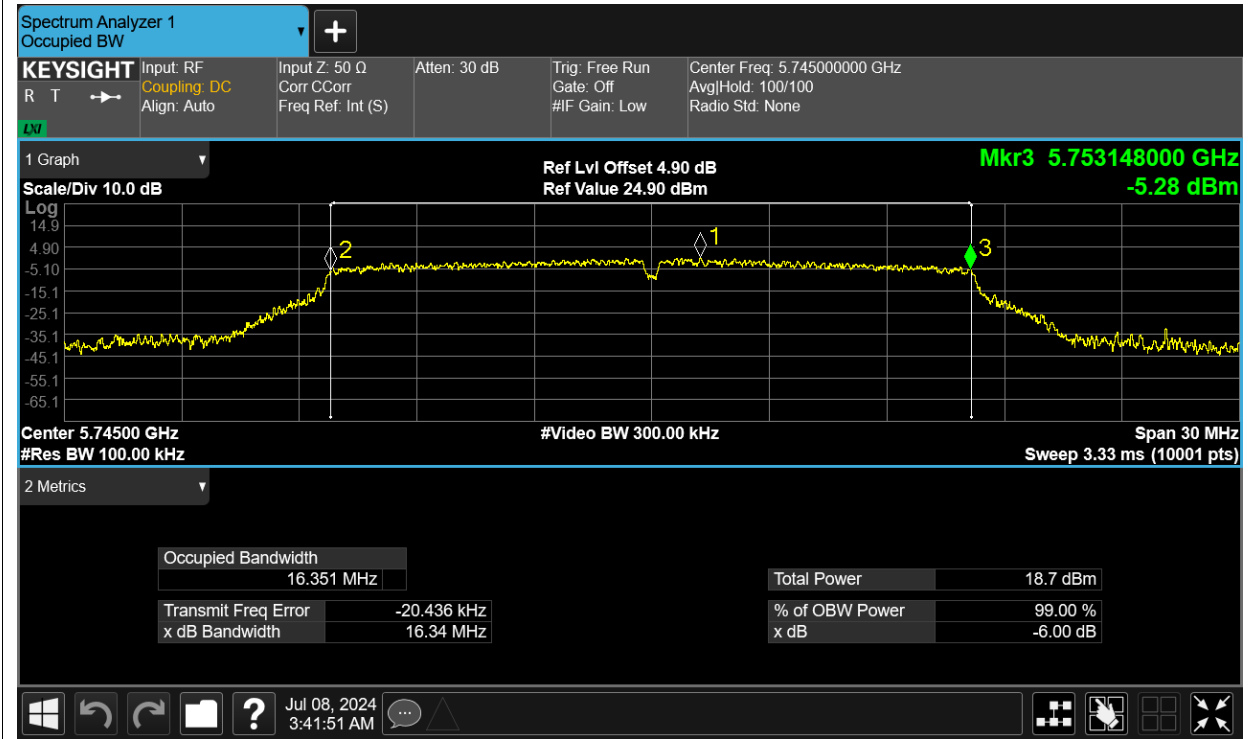 Spectrum Analyzer 1
Occupied BW
+
KEYSIGHT
R T
LXI
Input: RF
Coupling: DC
Align: Auto
Input Z: 50 Ω
Corr CCorr
Freq Ref: Int (S)
Atten: 30 dB
Trig: Free Run
Gate: Off
#IF Gain: Low
Center Freq: 5.745000000 GHz
Avg|Hold: 100/100
Radio Std: None
1 Graph
Scale/Div 10.0 dB
Ref Lvl Offset 4.90 dB
Ref Value 24.90 dBm
Mkr3 5.753148000 GHz
-5.28 dBm
Log
14.9
4.90
-5.10
-15.1
-25.1
-35.1
-45.1
-55.1
-65.1
2
1
3
Center 5.74500 GHz
#Res BW 100.00 kHz
#Video BW 300.00 kHz
Span 30 MHz
Sweep 3.33 ms (10001 pts)
2 Metrics
Occupied Bandwidth
16.351 MHz
Transmit Freq Error -20.436 kHz
x dB Bandwidth 16.34 MHz
Total Power 18.7 dBm
% of OBW Power 99.00 %
x dB -6.00 dB
?
Jul 08, 2024
3:41:51 AM